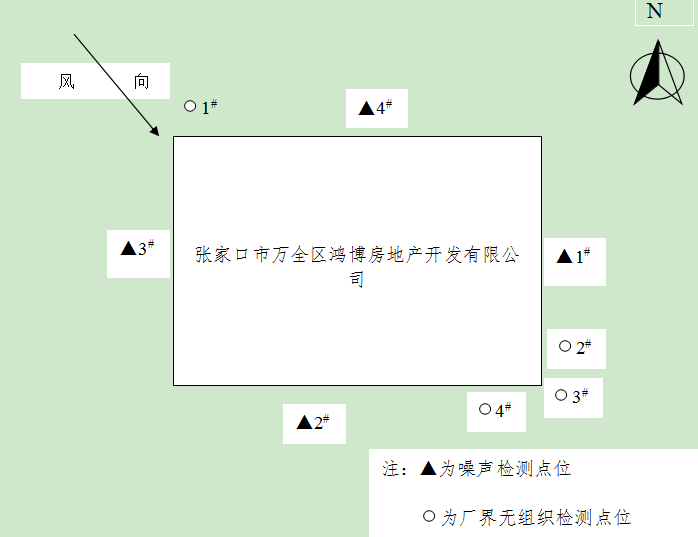 N
风 向
○1#
▲4#
▲3#
张家口市万全区鸿博房地产开发有限公
司
▲1#
○2#
○3#
○4#
▲2#
注：▲为噪声检测点位
○为厂界无组织检测点位